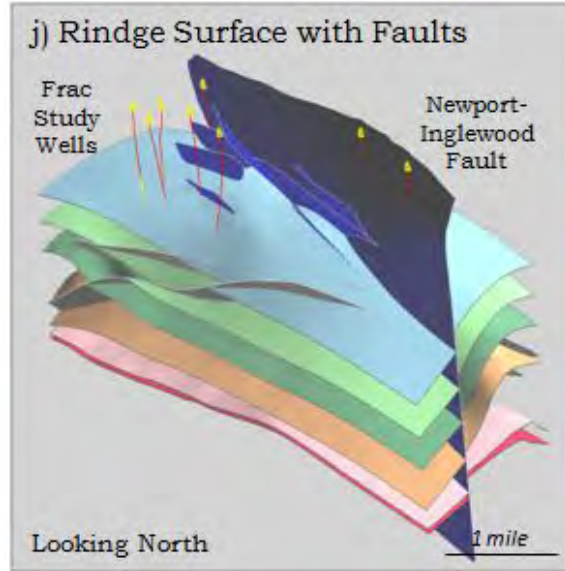 j) Rindge Surface with Faults
Frac
Study
Wells
Newport-
Inglewood
Fault
Looking North
1 mile